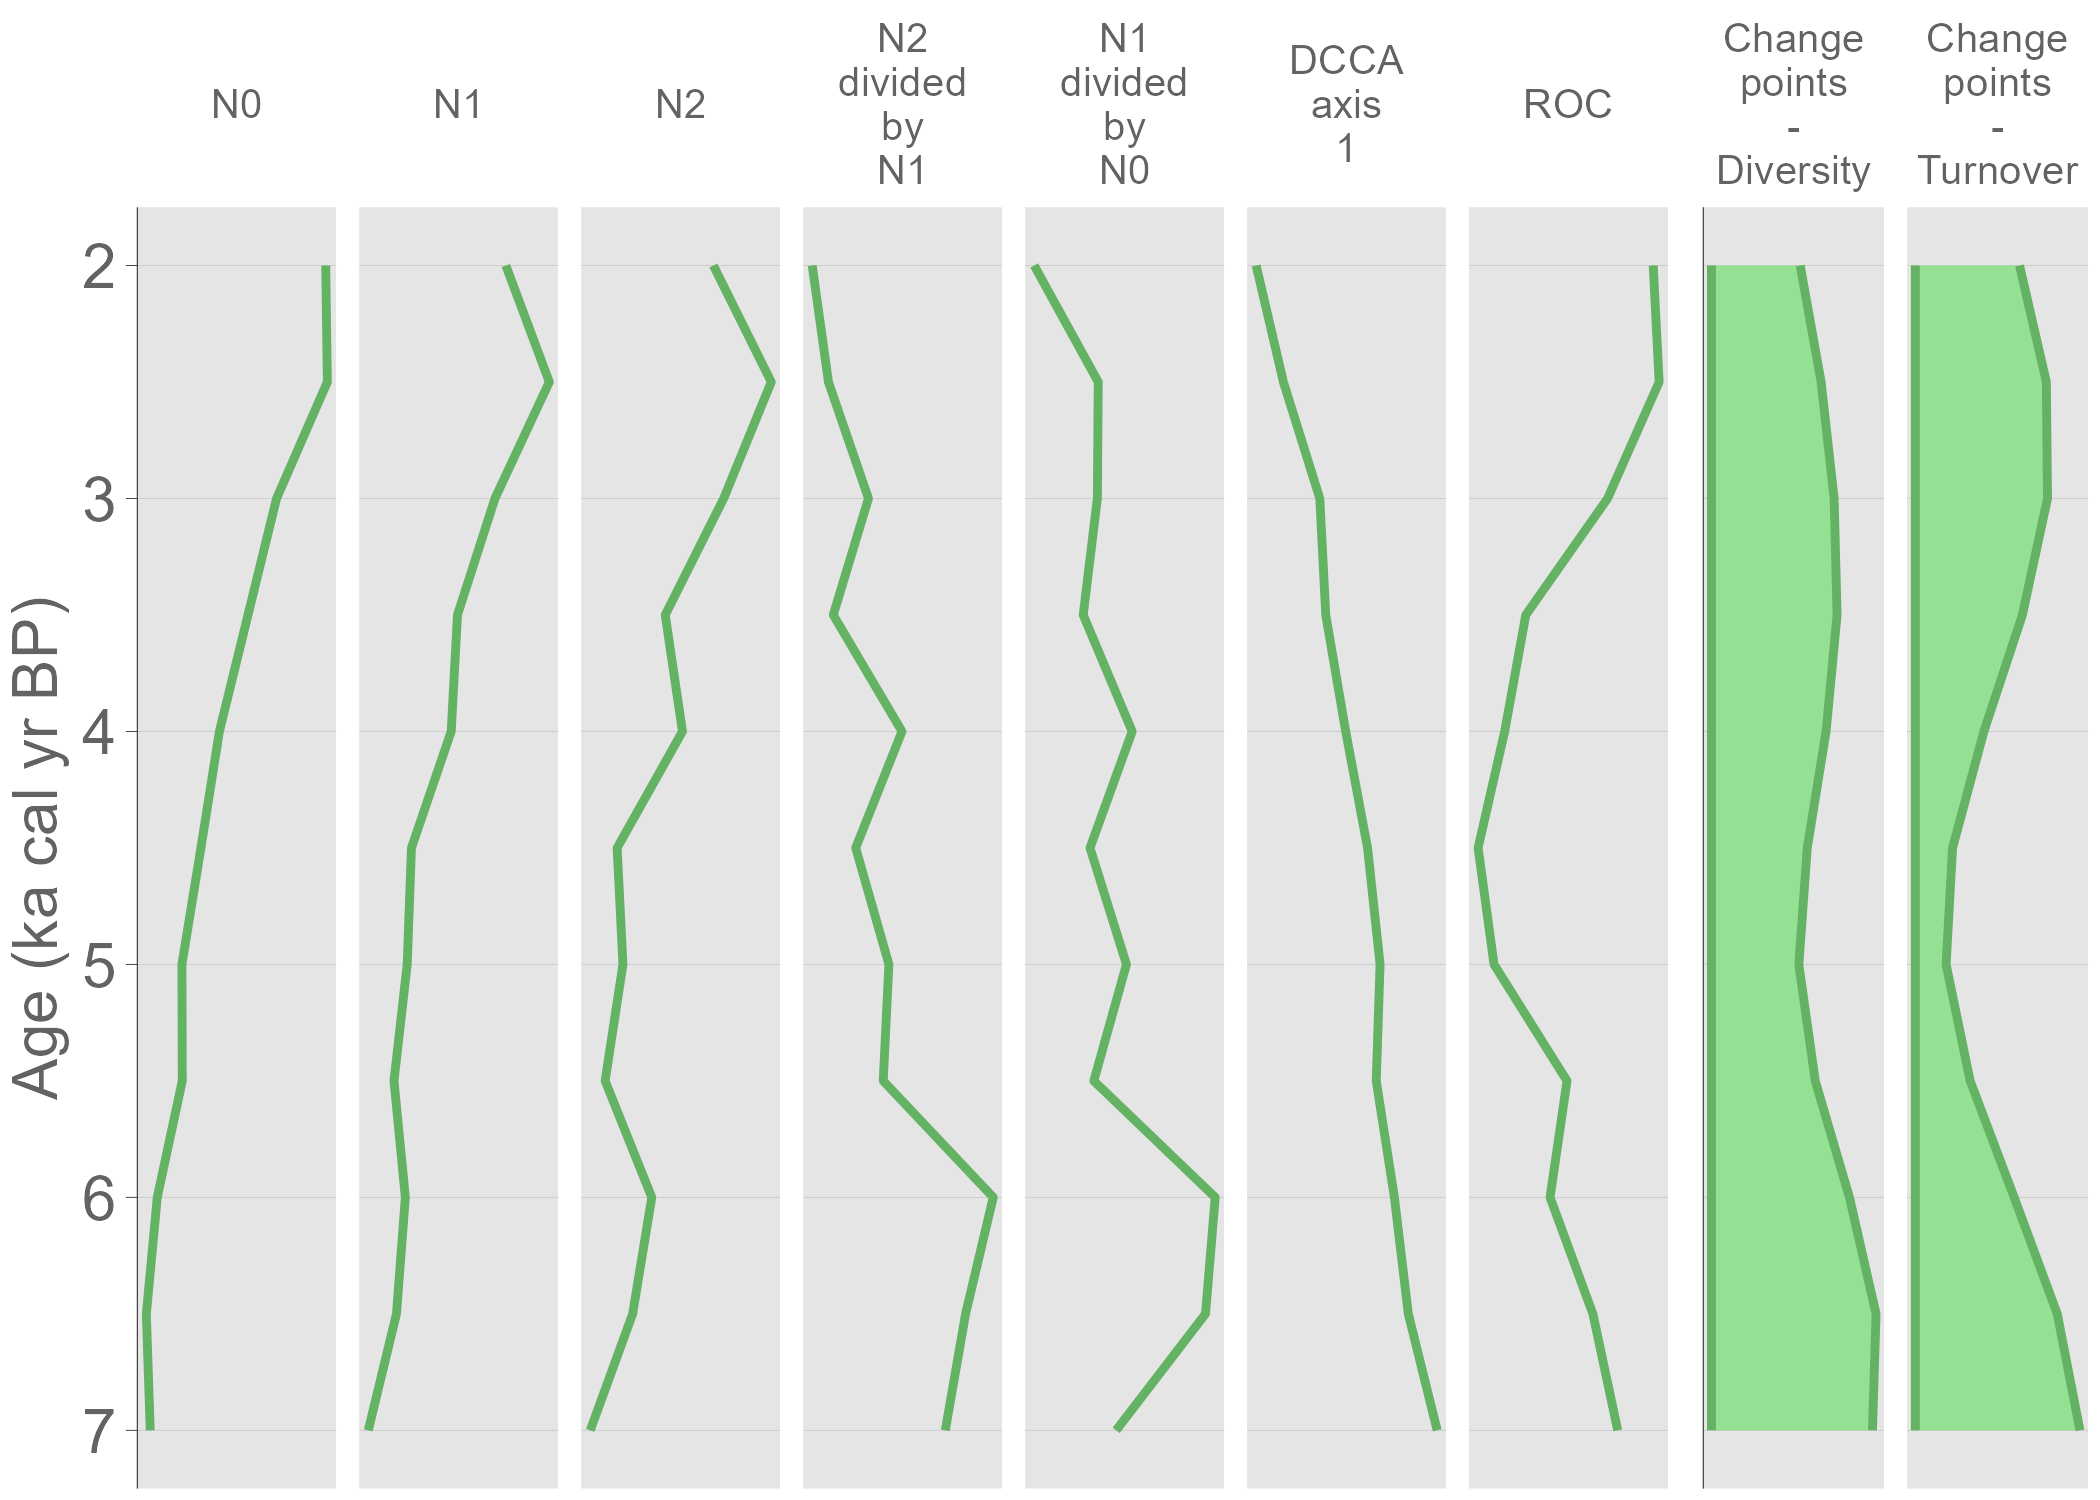 N0
N1
N2
N2
divided
by
N1
N1
divided
by
N0
DCCA
axis
1
ROC
Change
points
-
Diversity
Change
points
-
Turnover
Age (ka cal yr BP)
2
3
4
5
6
7